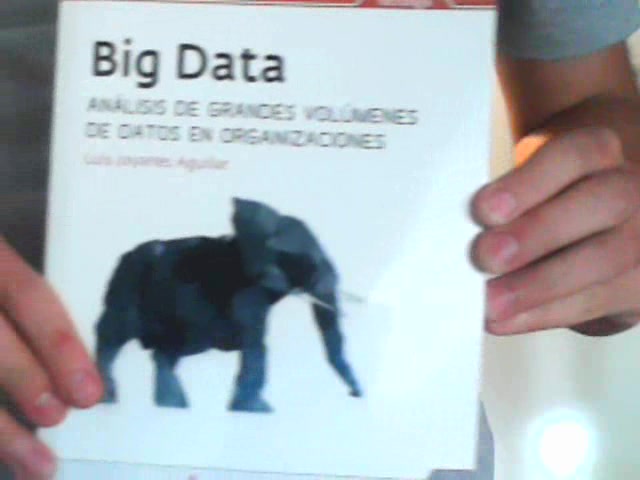 Big Data
ANÁLISIS DE GRANDES VOLÚMENES
DE DATOS EN ORGANIZACIONES
Luis Joyanes Aguilar